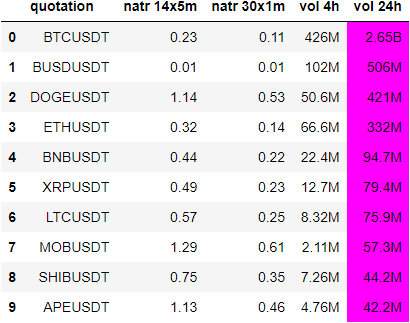 quotation natr 14x5m natr 30x1m vol 4h vol 24h
0 BTCUSDT 0.23 0.11 426M 2.65B
1 BUSDUSDT 0.01 0.01 102M 506M
2 DOGEUSDT 1.14 0.53 50.6M 421M
3 ETHUSDT 0.32 0.14 66.6M 332M
4 BNBUSDT 0.44 0.22 22.4M 94.7M
5 XRPUSDT 0.49 0.23 12.7M 79.4M
6 LTCUSDT 0.57 0.25 8.32M 75.9M
7 MOBUSDT 1.29 0.61 2.11M 57.3M
8 SHIBUSDT 0.75 0.35 7.26M 44.2M
9 APEUSDT 1.13 0.46 4.76M 42.2M